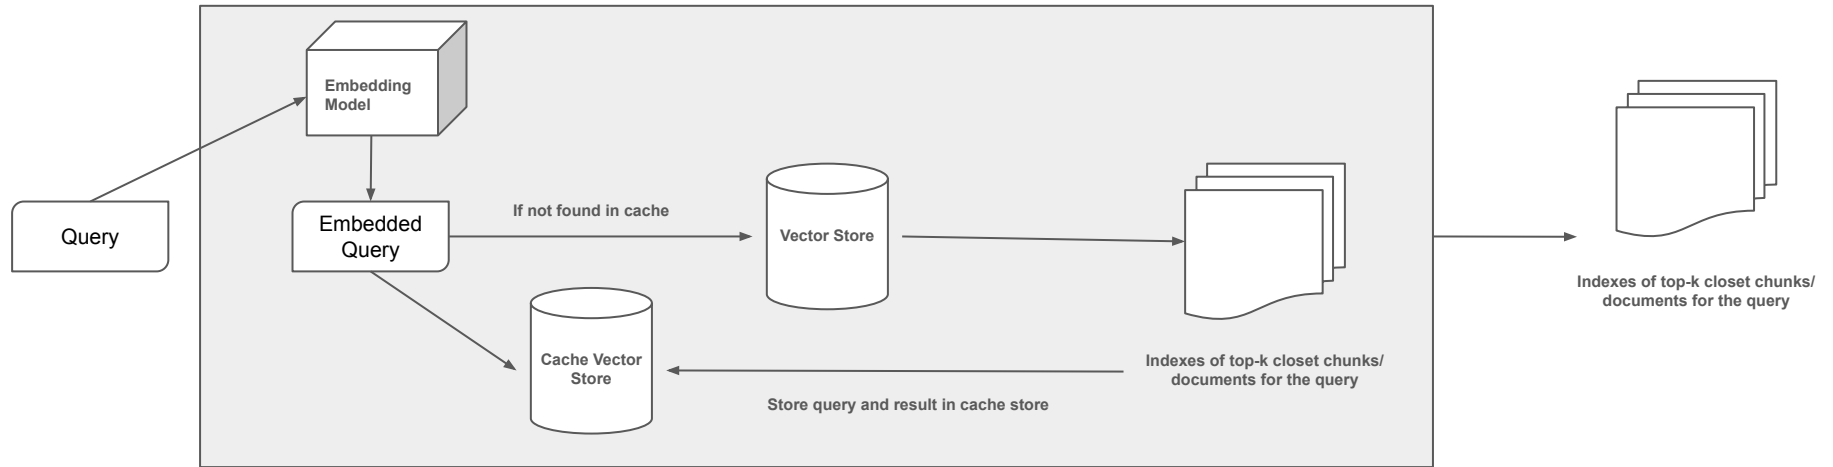 Embedding
Model
Query
Embedded
Query
If not found in cache
Vector Store
Cache Vector
Store
Indexes of top-k closet chunks/
documents for the query
Store query and result in cache store
Indexes of top-k closet chunks/
documents for the query